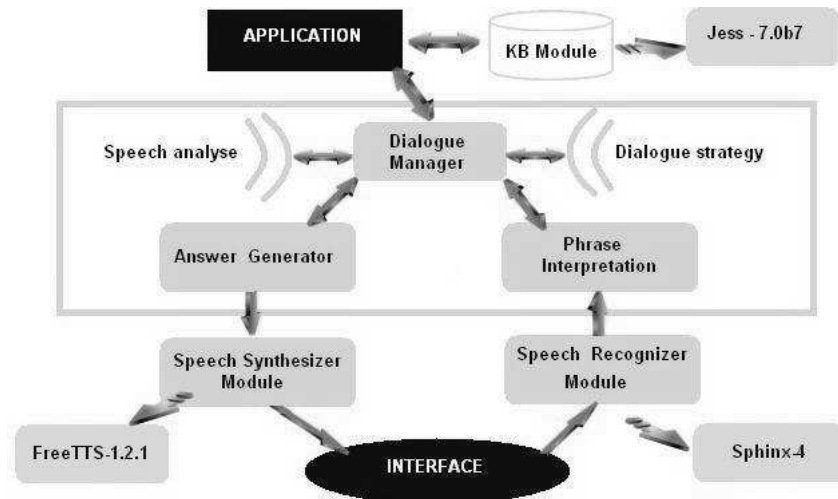 APPLICATION
KB Module
Jess - 7.0b7
Speech analyse
Dialogue
Manager
Dialogue strategy
Answer Generator
Phrase
Interpretation
Speech Synthesizer
Module
Speech Recognizer
Module
FreeTTS-1.2.1
INTERFACE
Sphinx-4